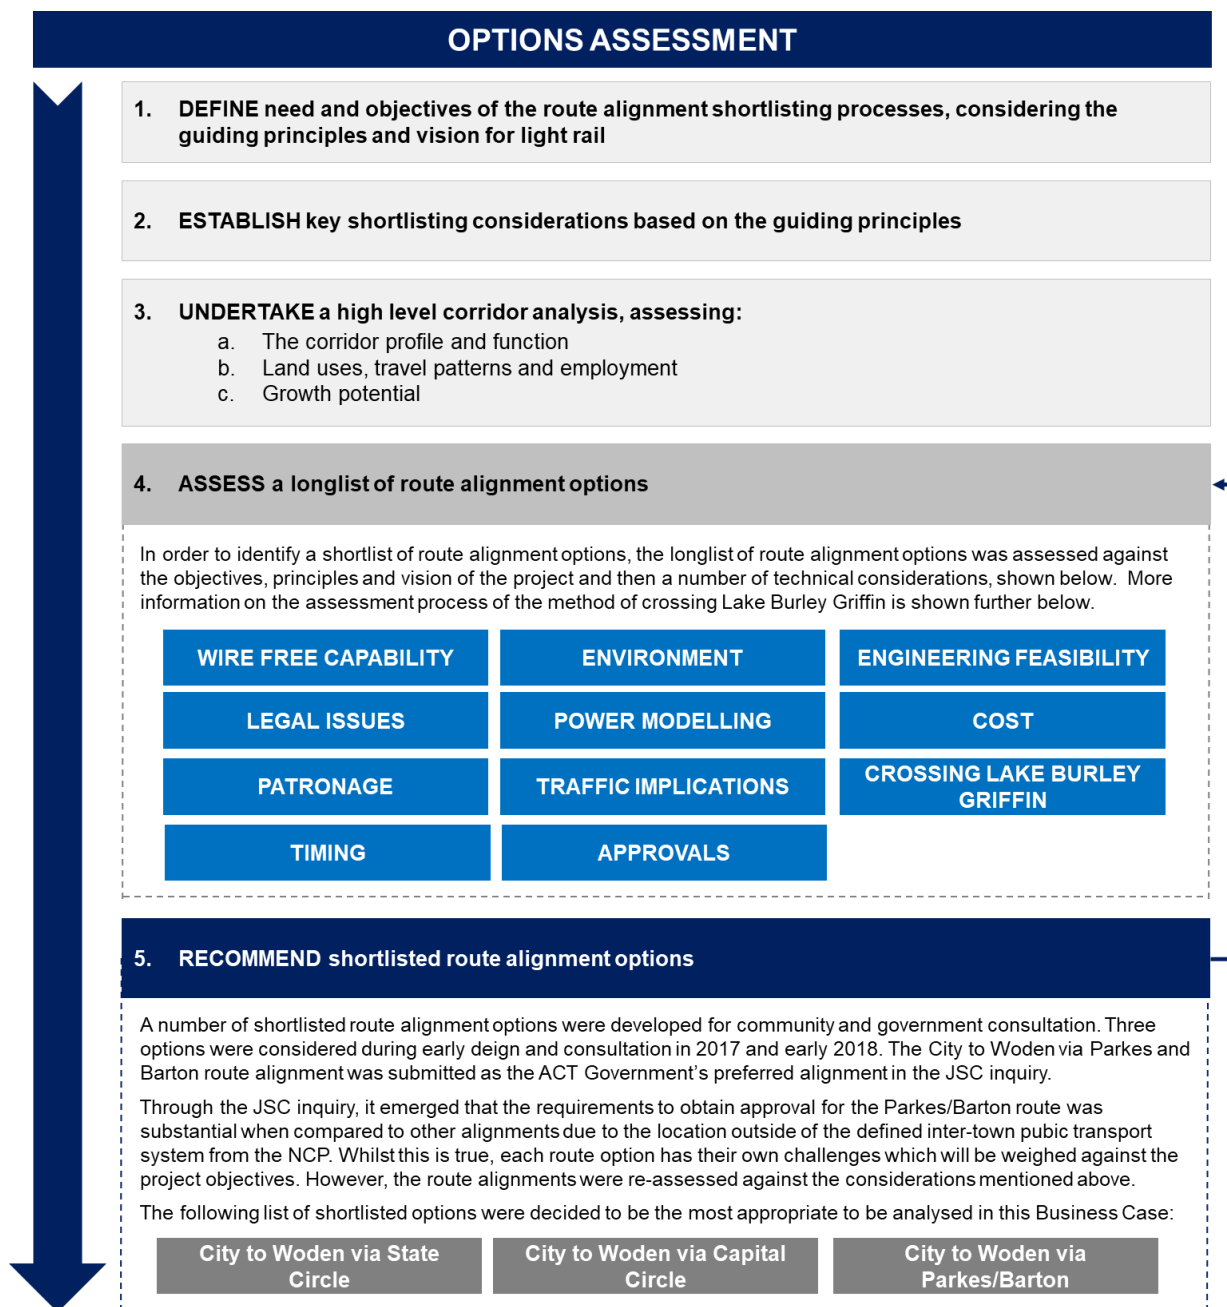 OPTIONS ASSESSMENT
1. DEFINE need and objectives of the route alignment shortlisting processes, considering the
guiding principles and vision for light rail
2. ESTABLISH key shortlisting considerations based on the guiding principles
3. UNDERTAKE a high level corridor analysis, assessing:
a. The corridor profile and function
b. Land uses, travel patterns and employment
c. Growth potential
4. ASSESS a longlist of route alignment options
In order to identify a shortlist of route alignment options, the longlist of route alignment options was assessed against
the objectives, principles and vision of the project and then a number of technical considerations, shown below. More
information on the assessment process of the method of crossing Lake Burley Griffin is shown further below.
WIRE FREE CAPABILITY
ENVIRONMENT
ENGINEERING FEASIBILITY
LEGAL ISSUES
POWER MODELLING
COST
PATRONAGE
TRAFFIC IMPLICATIONS
CROSSING LAKE BURLEY
GRIFFIN
TIMING
APPROVALS
5. RECOMMEND shortlisted route alignment options
A number of shortlisted route alignment options were developed for community and government consultation. Three
options were considered during early deign and consultation in 2017 and early 2018. The City to Woden via Parkes and
Barton route alignment was submitted as the ACT Government's preferred alignment in the JSC inquiry.
Through the JSC inquiry, it emerged that the requirements to obtain approval for the Parkes/Barton route was
substantial when compared to other alignments due to the location outside of the defined inter-town pubic transport
system from the NCP. Whilst this is true, each route option has their own challenges which will be weighed against the
project objectives. However, the route alignments were re-assessed against the considerations mentioned above.
The following list of shortlisted options were decided to be the most appropriate to be analysed in this Business Case:
City to Woden via State
Circle
City to Woden via Capital
Circle
City to Woden via
Parkes/Barton